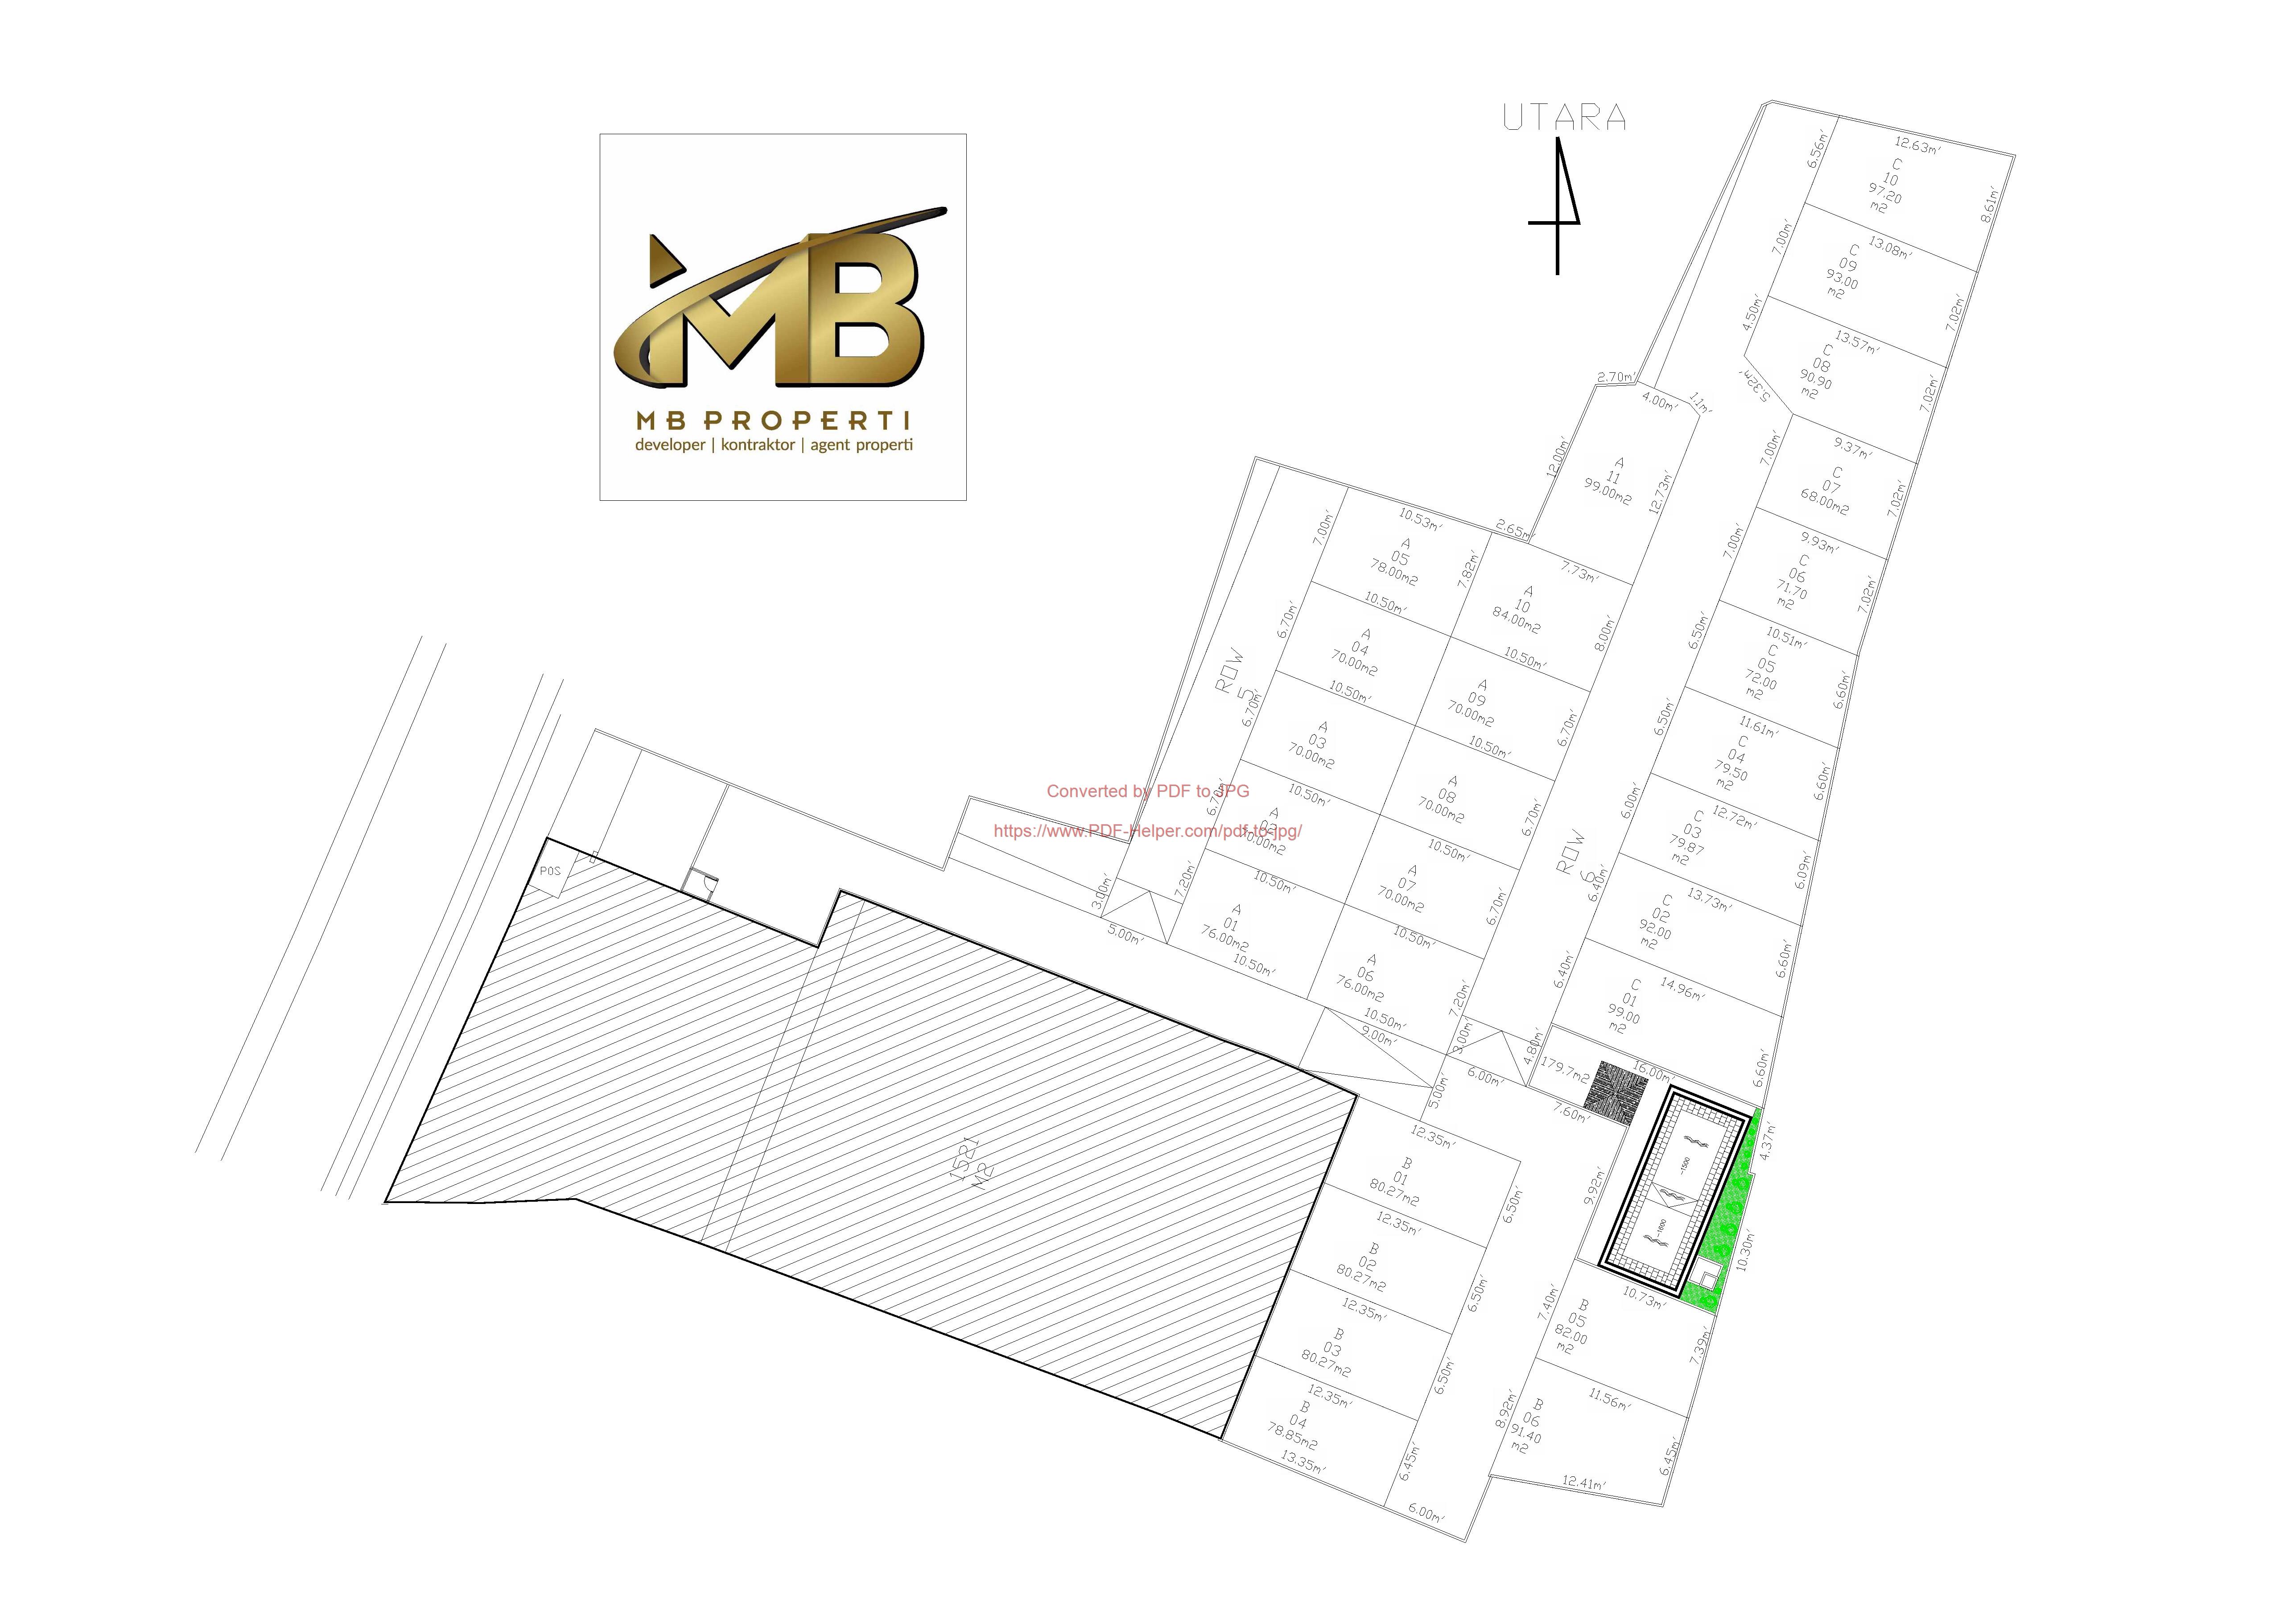 UTARA
MB PROPERTI
developer | kontraktor | agent properti
12.63m'
6.56m'
C
10
97.20
m2
8.61m'
13.08m'
7.00m'
C
09
93.00
m2
7.02m'
4.50m'
13.57m'
C
08
90.90
m2
7.02m'
5.32m'
2.70m'
4.00m'
1.1m'
12.00m'
A
11
99.00m2
12.73m'
9.37m'
7.00m'
C
07
68.00m2
7.02m'
10.53m'
2.65m'
7.00m'
A
05
78.00m2
7.82m'
7.73m'
A
10
84.00m2
8.00m'
9.93m'
7.00m'
C
06
71.70
m2
7.02m'
10.50m'
6.70m'
A
04
70.00m2
10.50m'
A
09
70.00m2
6.70m'
10.51m'
6.50m'
C
05
72.00
m2
6.60m'
ROW
5
10.50m'
6.70m'
A
03
70.00m2
10.50m'
A
08
70.00m2
6.70m'
11.61m'
6.50m'
C
04
79.50
m2
6.60m'
Converted by PDF to JPG
https://www.PDF-Helper.com/pdf-to-jpg/
10.50m'
6.70m'
A
02
70.00m2
10.50m'
A
07
70.00m2
6.70m'
ROW
6
12.72m'
6.00m'
C
03
79.87
m2
6.09m'
POS
10.50m'
3.00m'
7.20m'
A
01
76.00m2
5.00m'
10.50m'
10.50m'
A
06
76.00m2
7.20m'
10.50m'
9.00m'
3.00m'
13.73m'
6.40m'
C
02
92.00
m2
6.60m'
14.96m'
6.40m'
C
01
99.00
m2
6.60m'
4.80m'
179.7m2
16.00m'
6.00m'
5.00m'
7.60m'
4.37m'
1521
M2
12.35m'
B
01
80.27m2
6.50m'
9.92m'
-1500
-1600
10.30m'
12.35m'
B
02
80.27m2
6.50m'
10.73m'
7.40m'
B
05
82.00
m2
7.39m'
12.35m'
B
03
80.27m2
6.50m'
11.56m'
8.92m'
B
06
91.40
m2
6.45m'
12.35m'
B
04
78.85m2
6.45m'
13.35m'
12.41m'
6.00m'